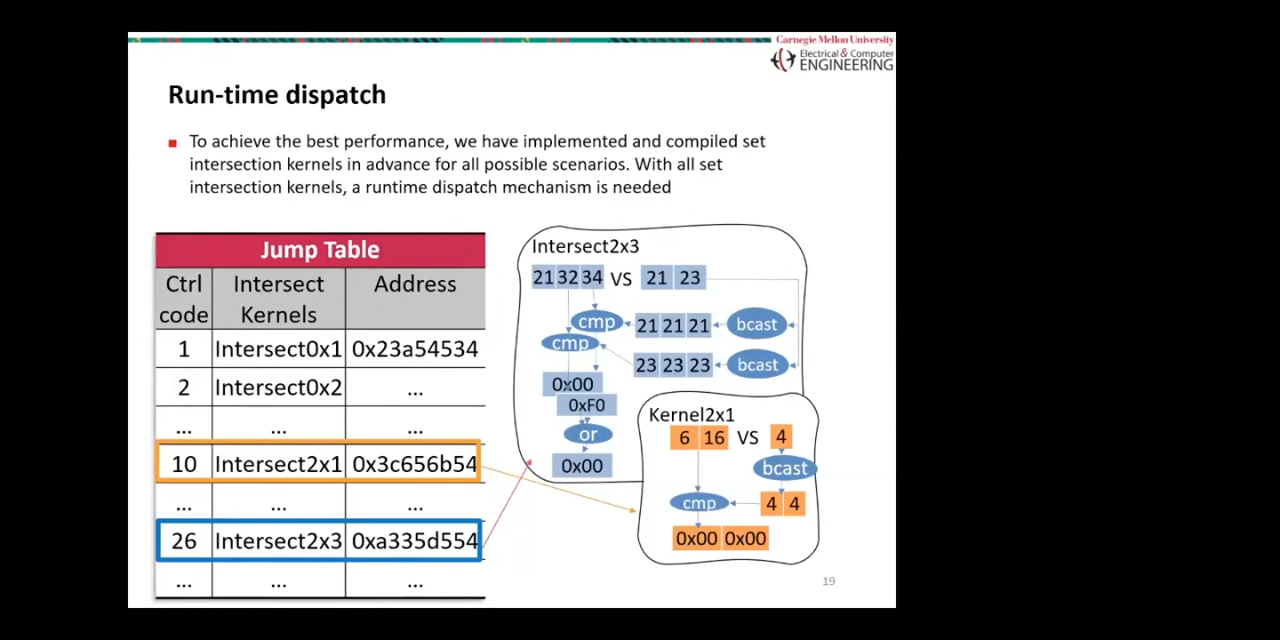 Carnegie Mellon University
Electrical & Computer
ENGINEERING
Run-time dispatch
To achieve the best performance, we have implemented and compiled set
intersection kernels in advance for all possible scenarios. With all set
intersection kernels, a runtime dispatch mechanism is needed
Jump Table
Ctrl code Intersect Kernels Address
1 Intersect0x1 0x23a54534
2 Intersect0x2 ...
... ... ...
10 Intersect2x1 0x3c656b54
... ... ...
26 Intersect2x3 0xa335d554
... ... ...
Intersect2x3
21 32 34 VS 21 23
cmp 21 21 21 bcast
cmp
23 23 23 bcast
0x00
0xF0
or
0x00
Kernel2x1
6 16 VS 4
bcast
cmp 4 4
0x00 0x00
19